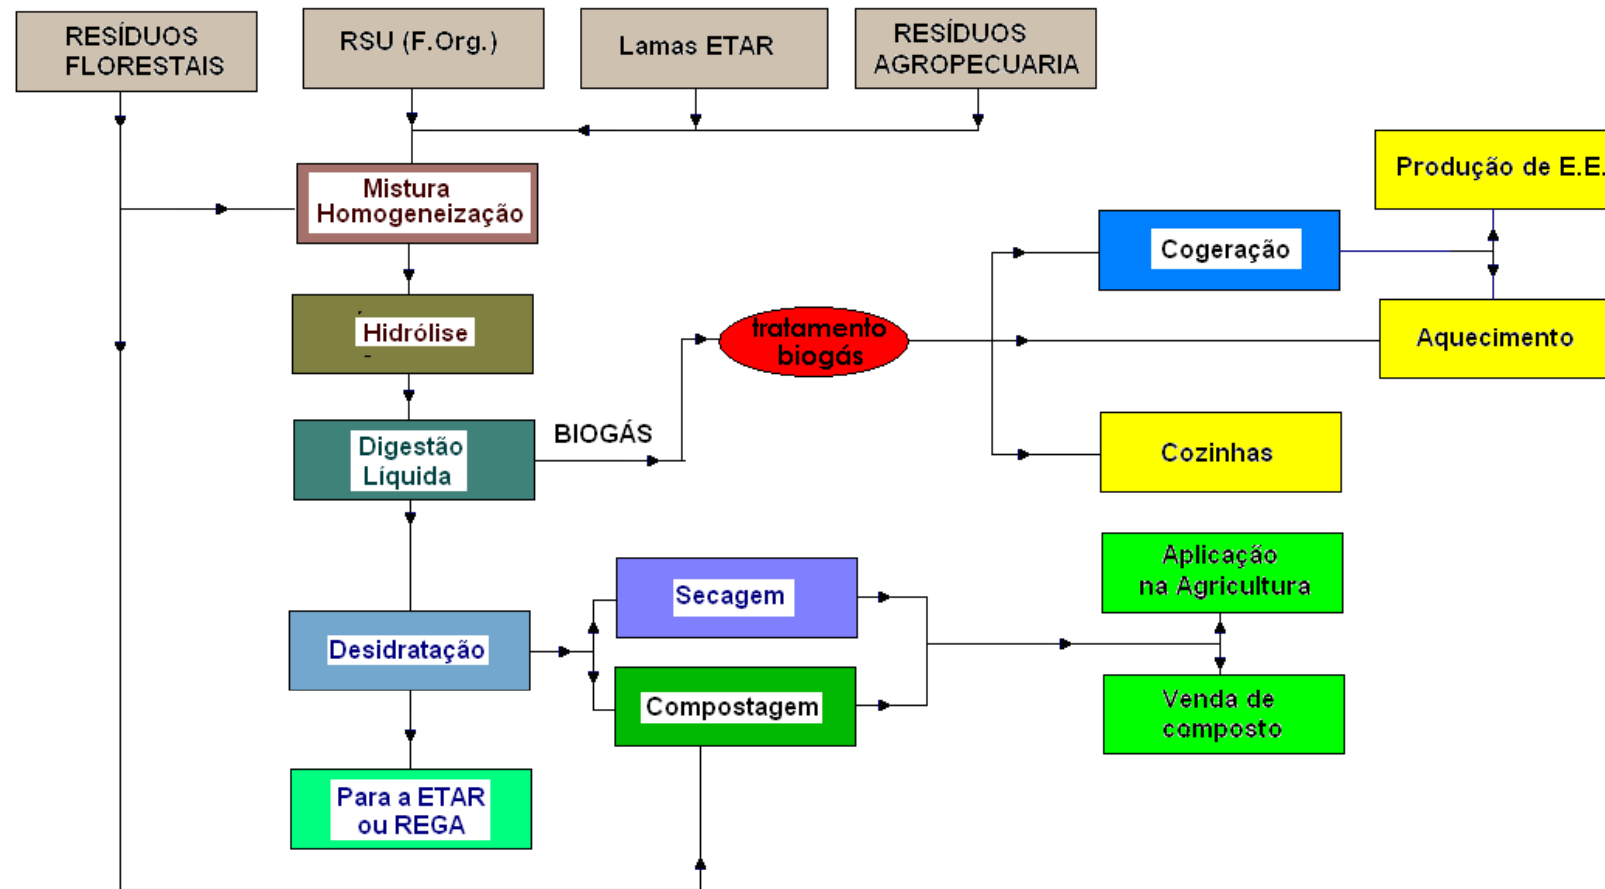 RESÍDUOS
FLORESTAIS
RSU (F.Org.)
Lamas ETAR
RESÍDUOS
AGROPECUARIA
Mistura
Homogeneização
Hidrólise
Digestão
Líquida
BIOGÁS
tratamento
biogás
Cogeração
Produção de E.E.
Aquecimento
Cozinhas
Desidratação
Secagem
Compostagem
Aplicação
na Agricultura
Venda de
composto
Para a ETAR
ou REGA